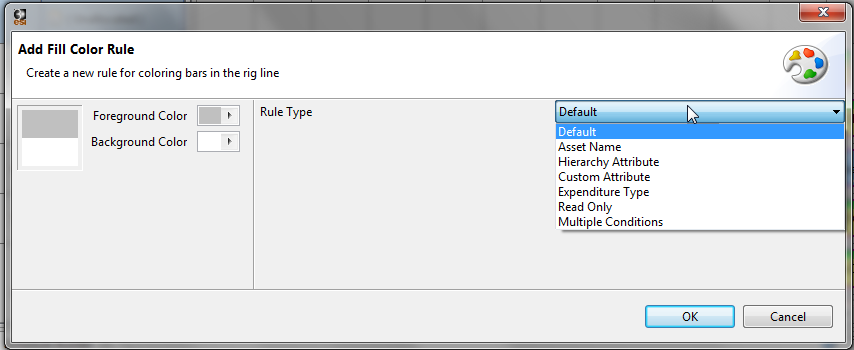 esi
Add Fill Color Rule
Create a new rule for coloring bars in the rig line
Foreground Color
Background Color
Rule Type
Default
Default
Asset Name
Hierarchy Attribute
Custom Attribute
Expenditure Type
Read Only
Multiple Conditions
OK
Cancel